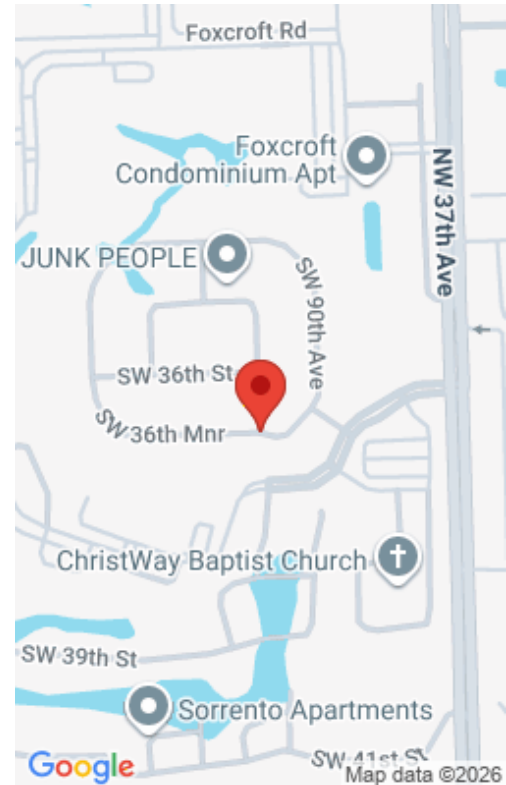 Foxcroft Rd
Foxcroft
Condominium Apt
NW 37th Ave
JUNK PEOPLE
SW 90th Ave
SW 36th St
SW 36th Mnr
ChristWay Baptist Church
SW 39th St
Sorrento Apartments
SW 41st St
Google
Map data ©2026